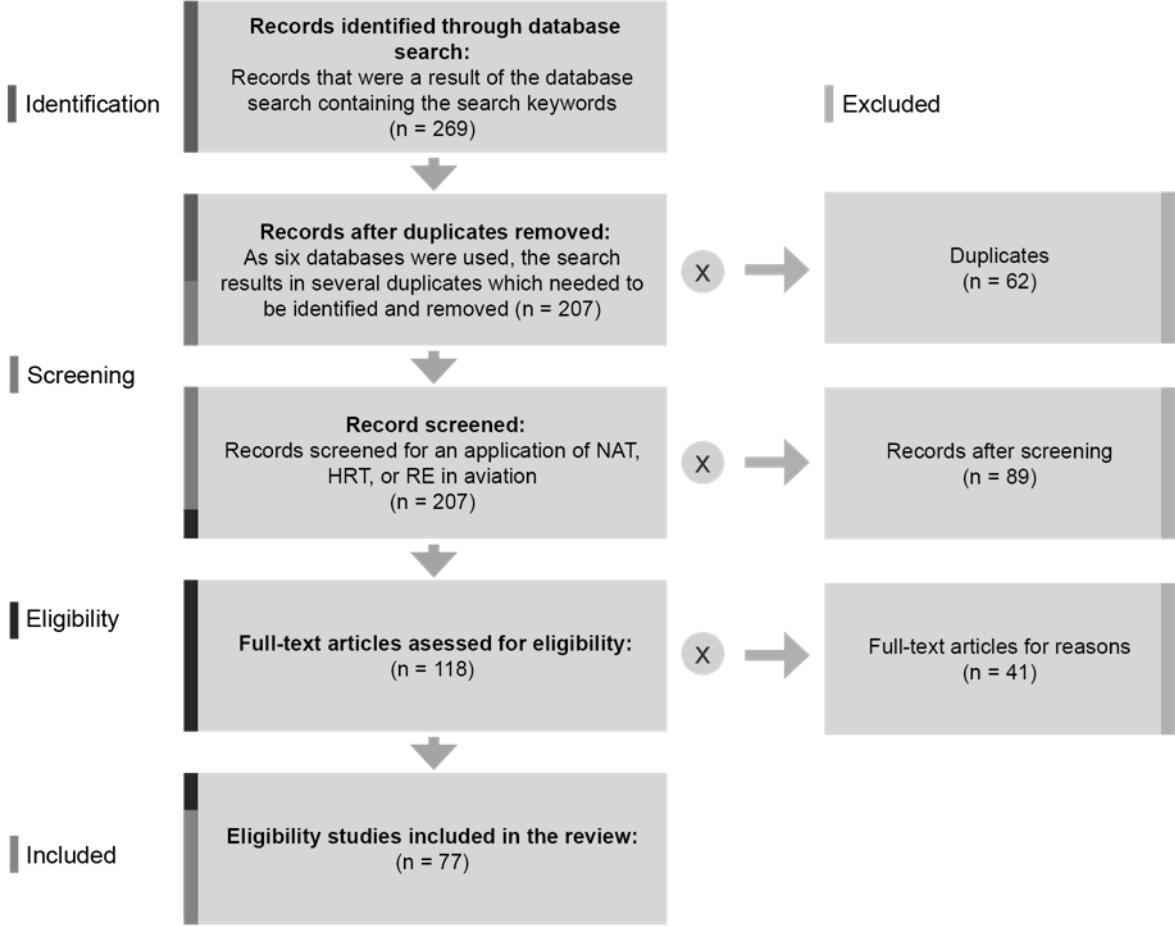 Records identified through database
search:
Records that were a result of the database
search containing the search keywords
(n = 269)
Identification
Excluded
Records after duplicates removed:
As six databases were used, the search
results in several duplicates which needed to
be identified and removed (n = 207)
X
Duplicates
(n = 62)
Screening
Record screened:
Records screened for an application of NAT,
HRT, or RE in aviation
(n = 207)
X
Records after screening
(n = 89)
Eligibility
Full-text articles asessed for eligibility:
(n = 118)
X
Full-text articles for reasons
(n = 41)
Included
Eligibility studies included in the review:
(n = 77)